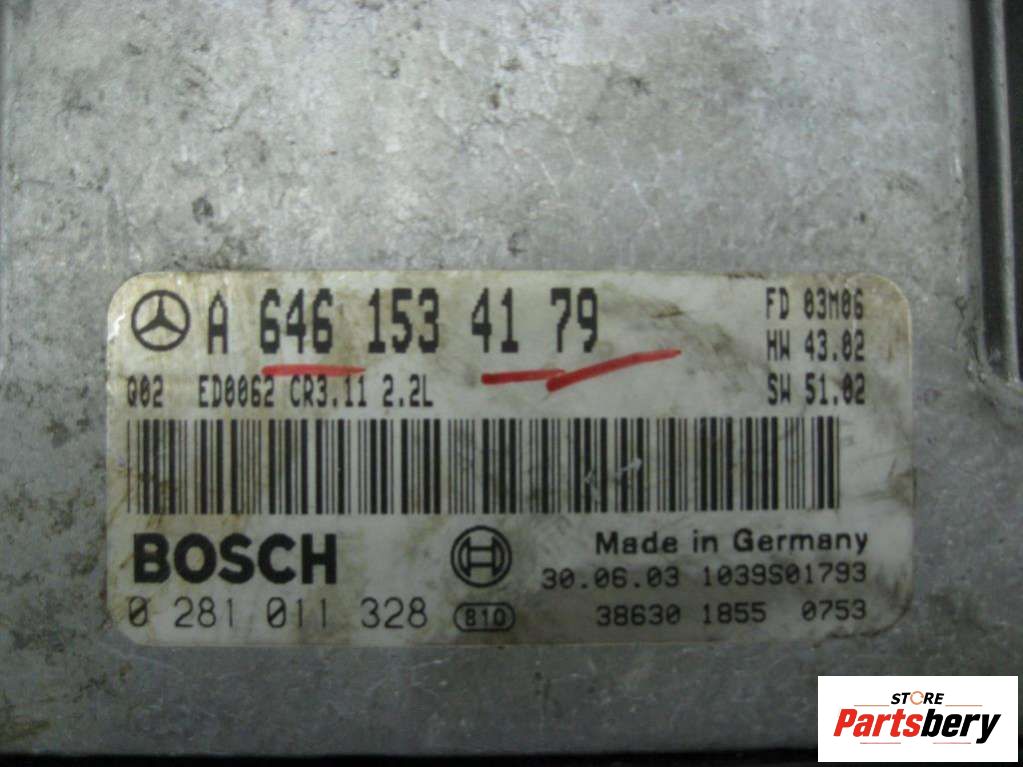 A 646 153 41 79
FD 03M06
HW 43.02
Q02 ED0062 CR3.11 2.2L
SW 51.02
BOSCH
Made in Germany
30.06.03 1039S01793
0 281 011 328 810
38630 1855 0753
STORE
Partsbery